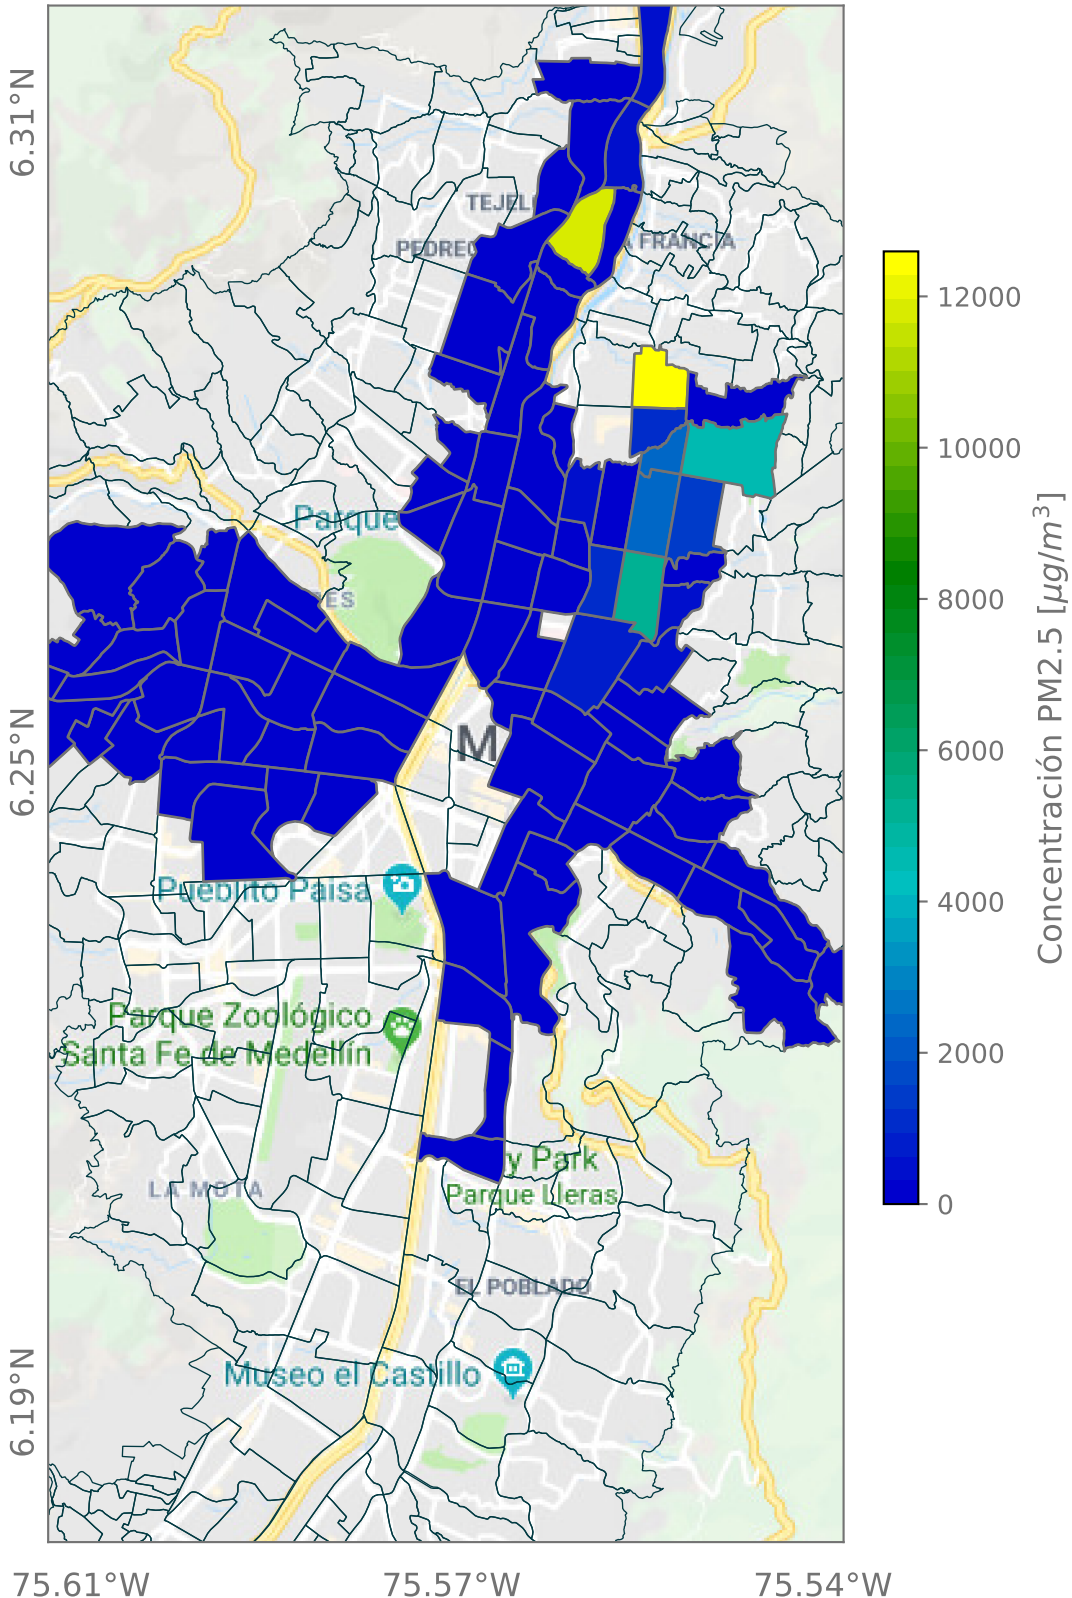 6.31°N
6.25°N
6.19°N
75.61°W
75.57°W
75.54°W
TEJEL
PEDREG
A FRANCIA
Parque
RES
M
Pueblito Paisa
Parque Zoológico
Santa Fe de Medellín
y Park
Parque Lleras
LA MOTA
EL POBLADO
Museo el Castillo
12000
10000
8000
6000
4000
2000
0
Concentración PM2.5 [μg/m³]